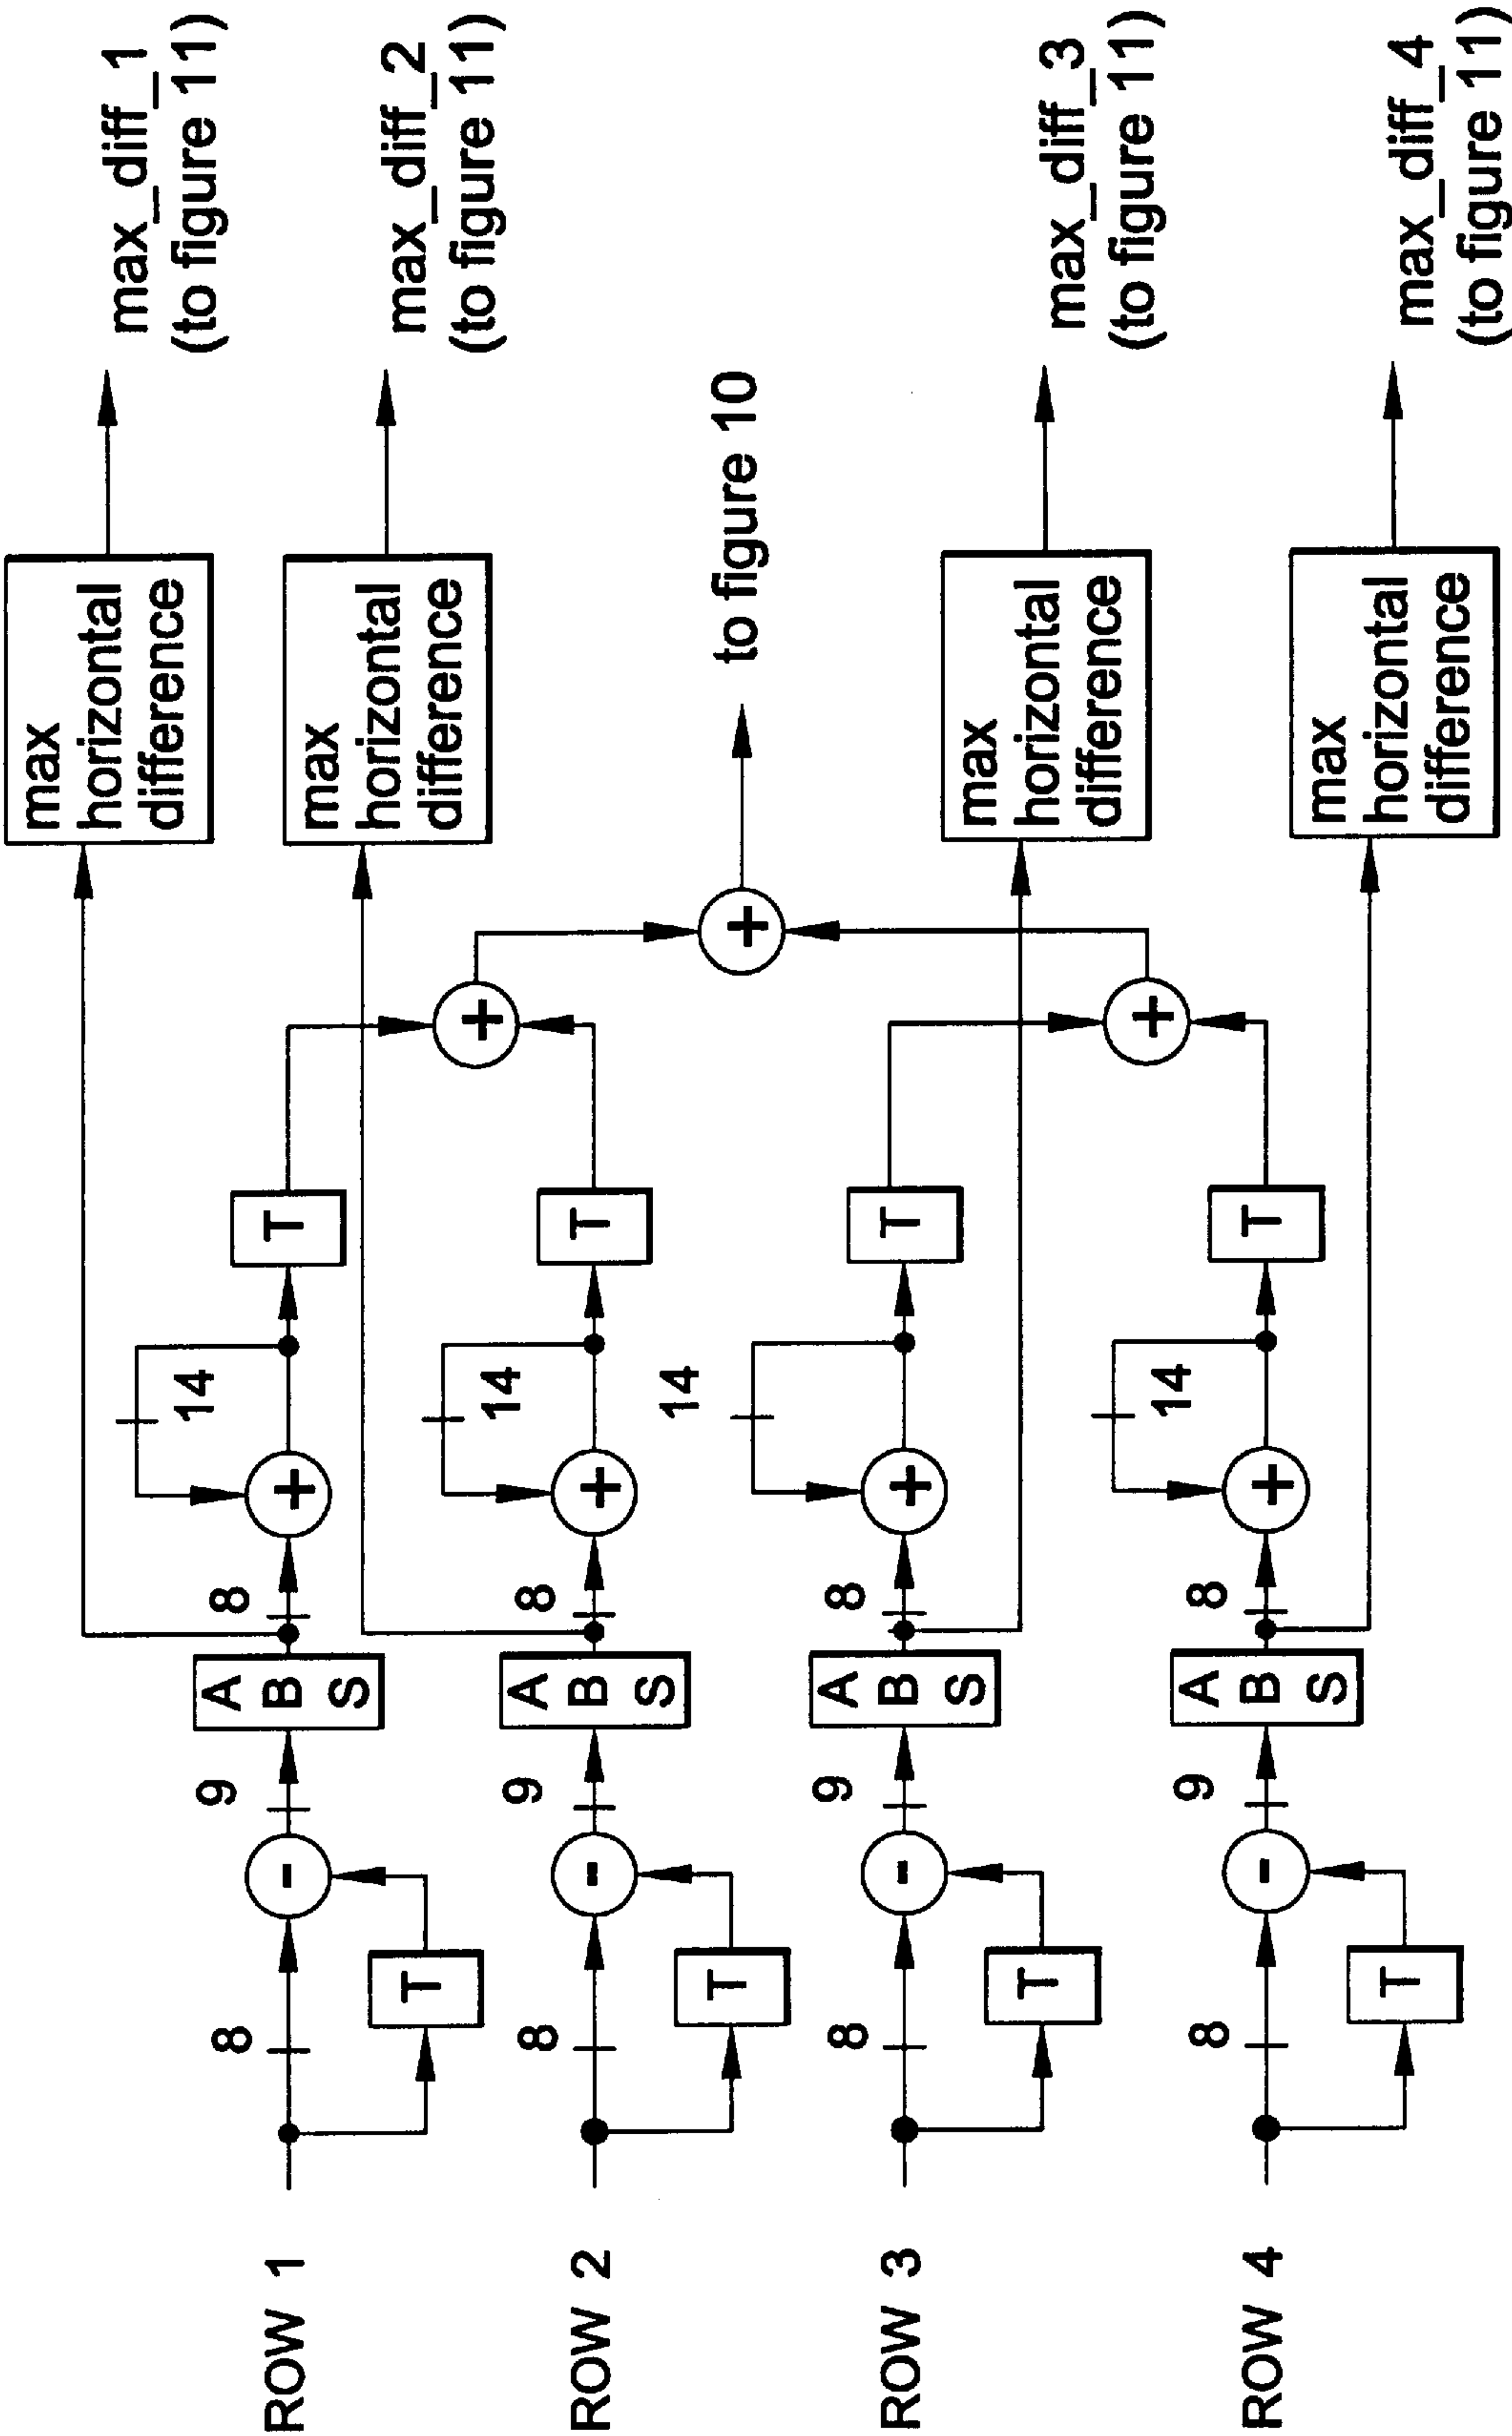 ROW 1
8
T
-
9
A
B
S
8
+
14
T
max
horizontal
difference
max_diff_1
(to figure 11)
ROW 2
8
T
-
9
A
B
S
8
+
14
T
+
max
horizontal
difference
max_diff_2
(to figure 11)
+
to figure 10
ROW 3
8
T
-
9
A
B
S
8
+
14
T
max
horizontal
difference
max_diff_3
(to figure 11)
ROW 4
8
T
-
9
A
B
S
8
+
14
T
+
max
horizontal
difference
max_diff_4
(to figure 11)